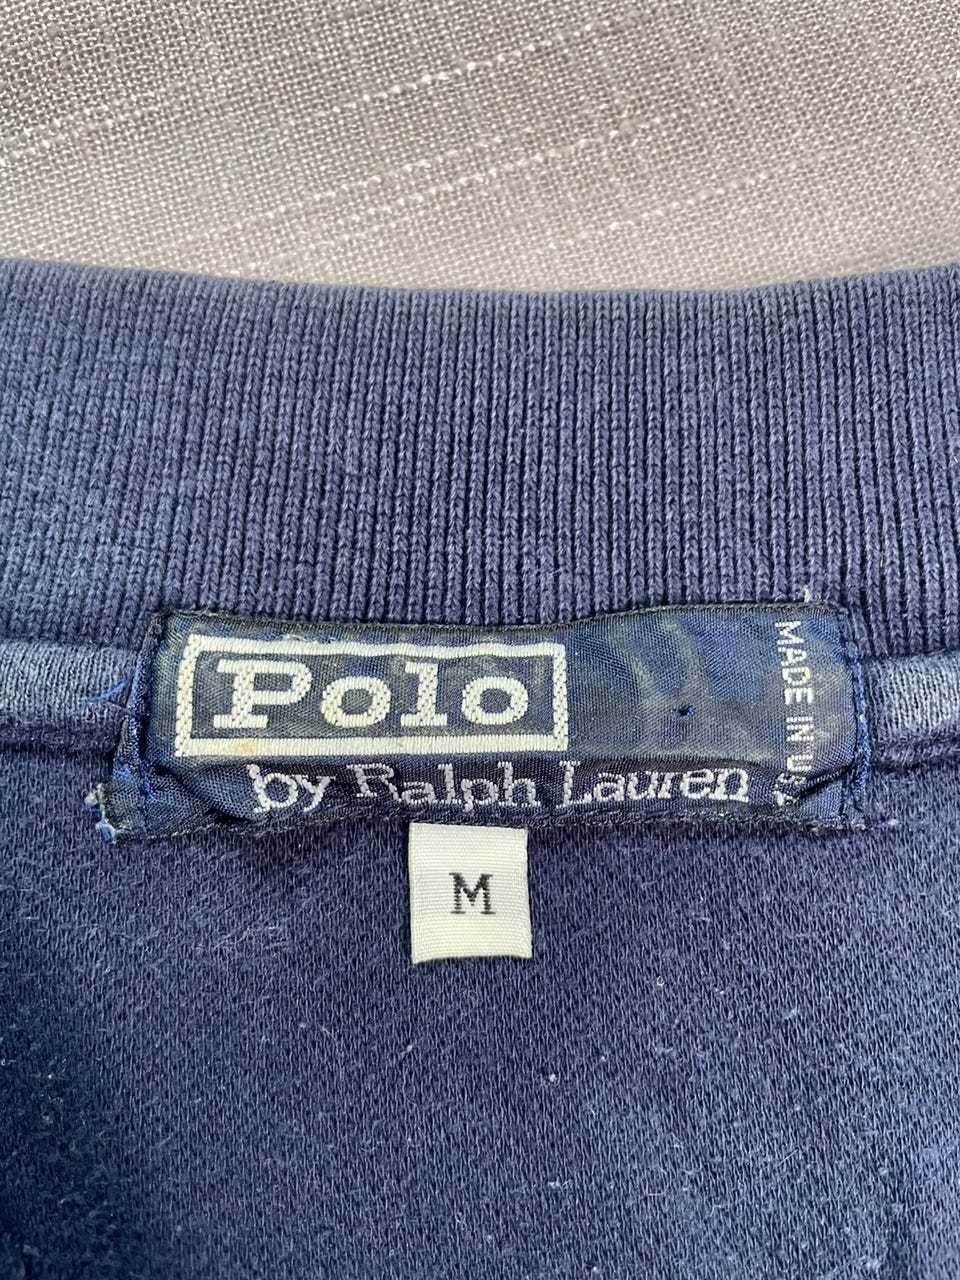 Polo
by Ralph Lauren
MADE IN USA
M